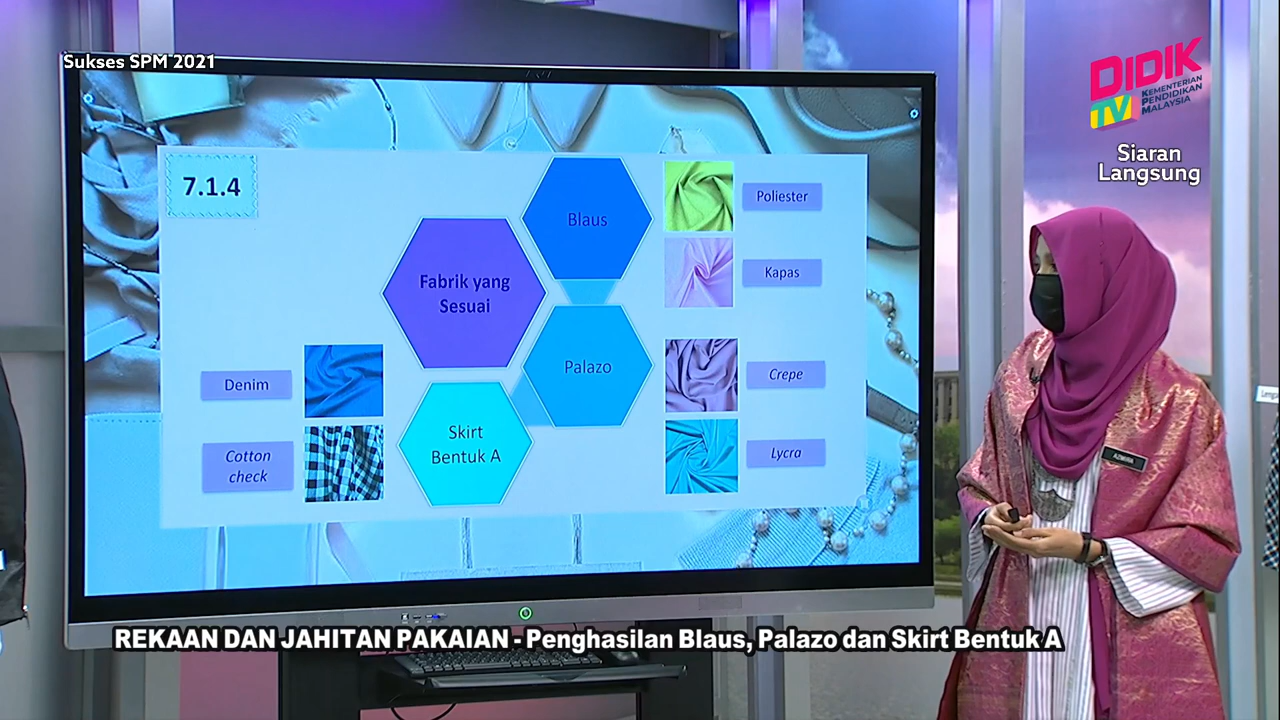 Sukses SPM 2021
DIDIK
TV
KEMENTERIAN
PENDIDIKAN
MALAYSIA
Siaran
Langsung
7.1.4
Fabrik yang
Sesuai
Blaus
Poliester
Kapas
Palazo
Crepe
Lycra
Skirt
Bentuk A
Denim
Cotton
check
AZWURA
REKAAN DAN JAHITAN PAKAIAN - Penghasilan Blaus, Palazo dan Skirt Bentuk A